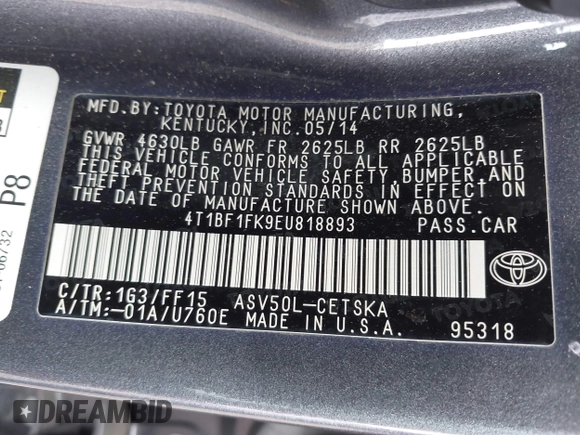 MFD.BY:TOYOTA MOTOR MANUFACTURING,
KENTUCKY,INC.05/14
GVWR 4630LB GAWR FR 2625LB RR 2625LB
THIS VEHICLE CONFORMS TO ALL APPLICABLE
FEDERAL MOTOR VEHICLE SAFETY,BUMPER AND
THEFT PREVENTION STANDARDS IN EFFECT ON
THE DATE OF MANUFACTURE SHOWN ABOVE.
4T1BF1FK9EU818893 PASS.CAR
C/TR:1G3/FF15 ASV50L-CETSKA
A/TM:-01A/U760E MADE IN U.S.A. 95318
P8
06732
DREAMBID